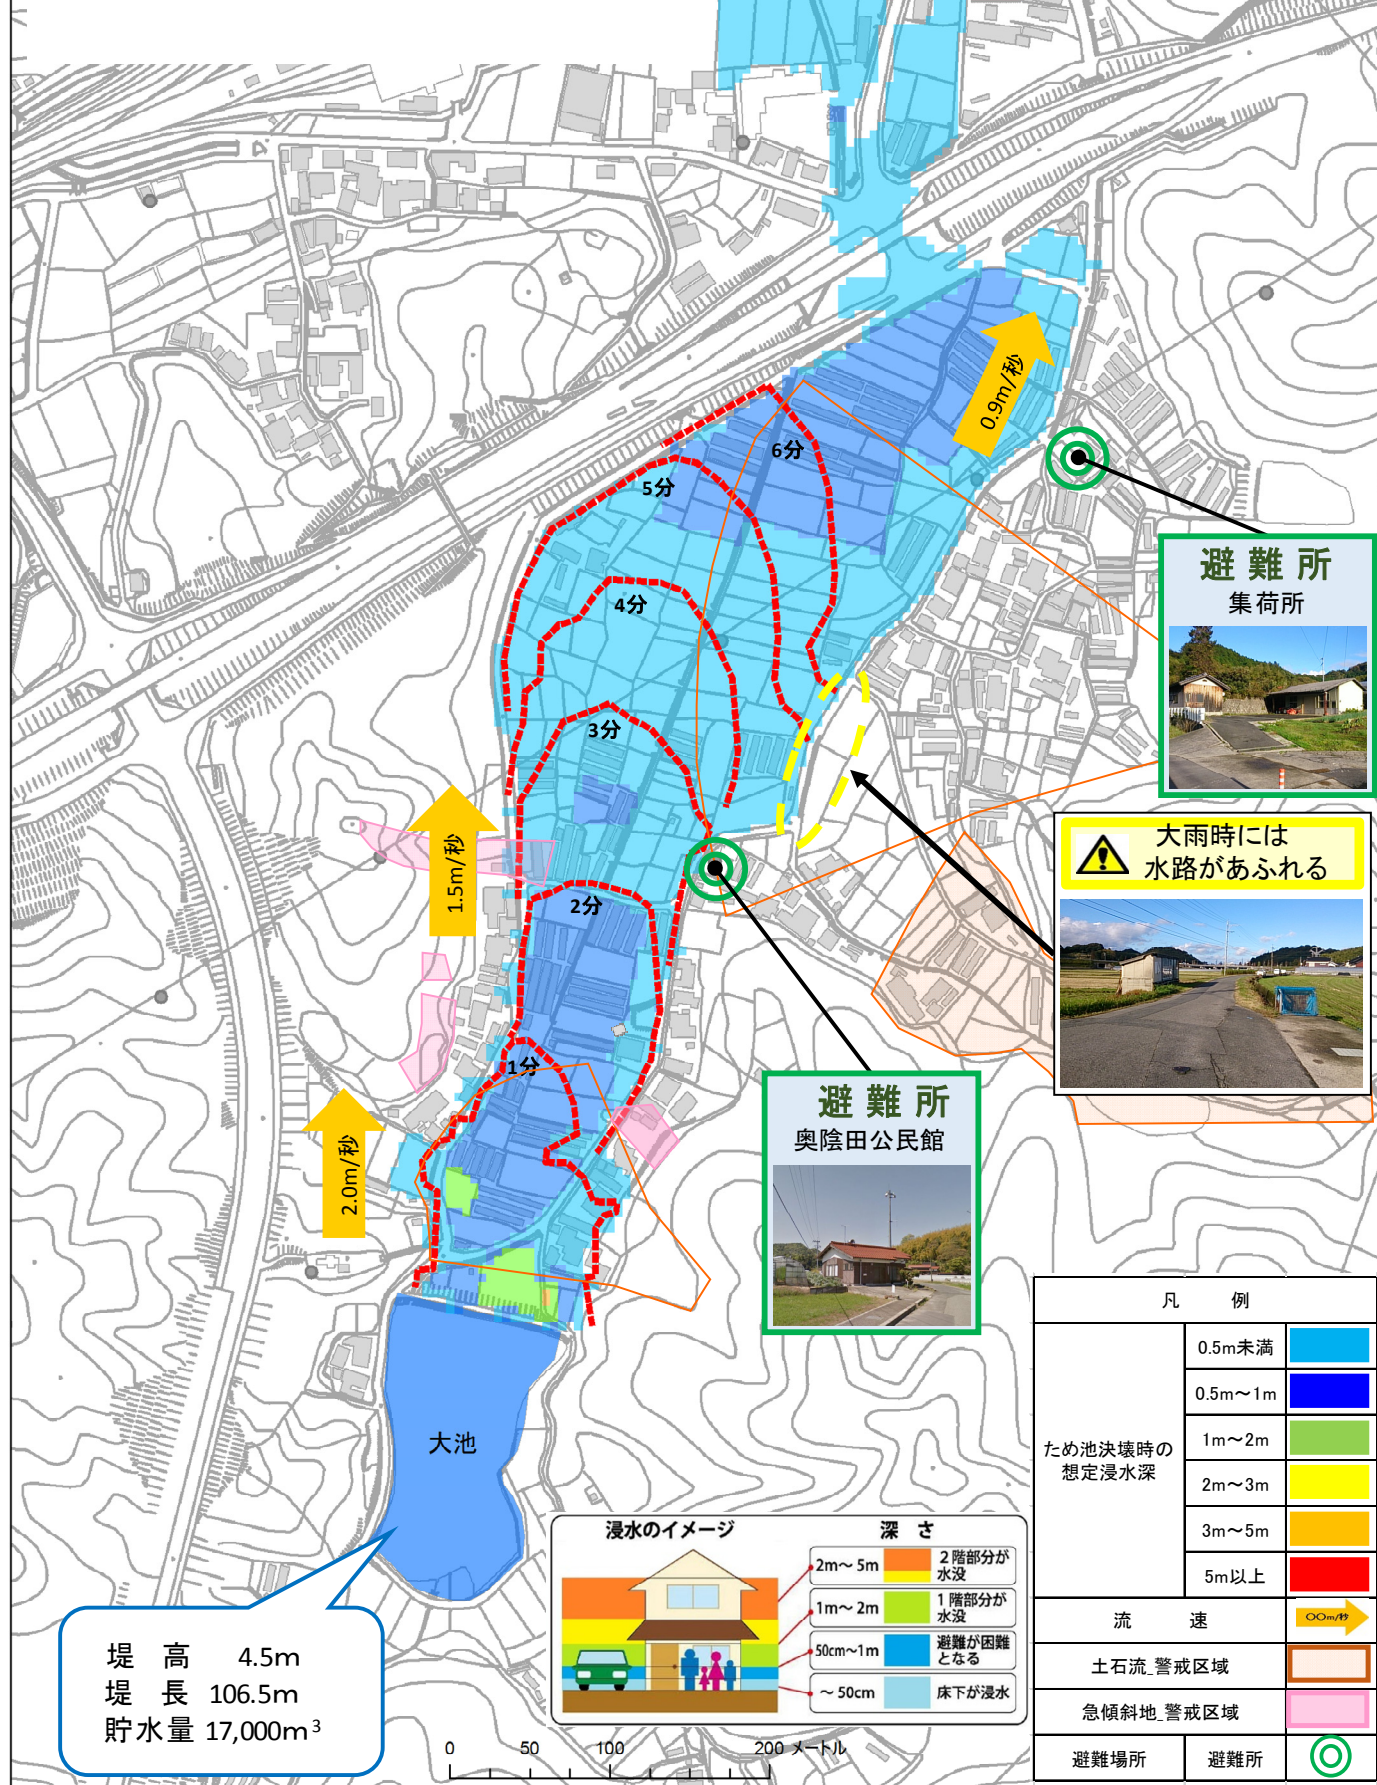 0.9m/秒
6分
5分
4分
3分
2分
1分
1.5m/秒
2.0m/秒
避難所
集荷所
大雨時には
水路があふれる
避難所
奥陰田公民館
大池
堤　高　4.5m
堤　長　106.5m
貯水量 17,000m³
浸水のイメージ
深　さ
2m～5m　2階部分が
水没
1m～2m　1階部分が
水没
50cm～1m　避難が困難
となる
～50cm　床下が浸水
0　50　100　200 メートル
凡　例
ため池決壊時の
想定浸水深
0.5m未満
0.5m～1m
1m～2m
2m～3m
3m～5m
5m以上
流　速　〇〇m/秒
土石流_警戒区域
急傾斜地_警戒区域
避難場所　避難所